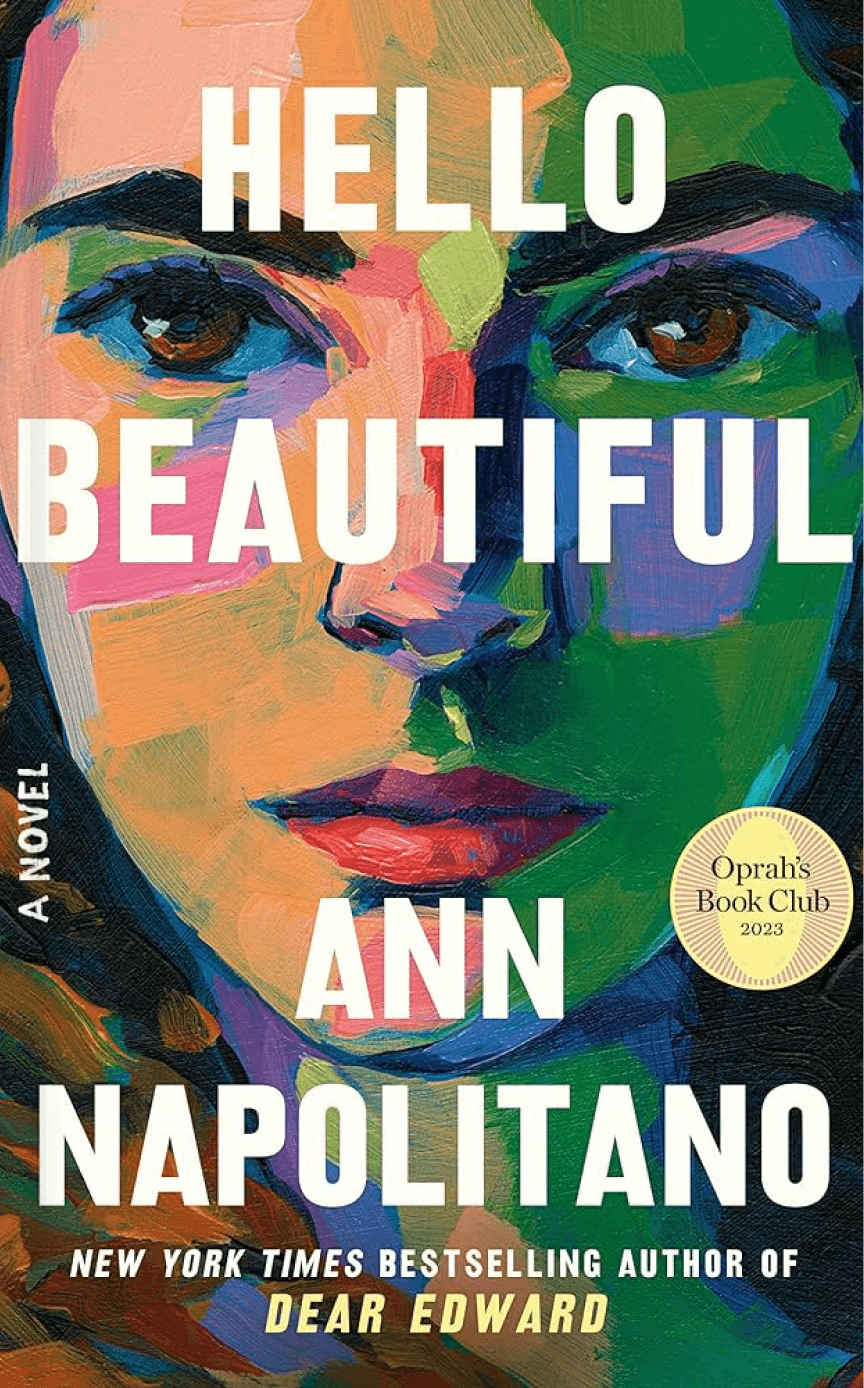 HELLO
BEAUTIFUL
A NOVEL
Oprah's
Book Club
2023
ANN
NAPOLITANO
NEW YORK TIMES BESTSELLING AUTHOR OF
DEAR EDWARD